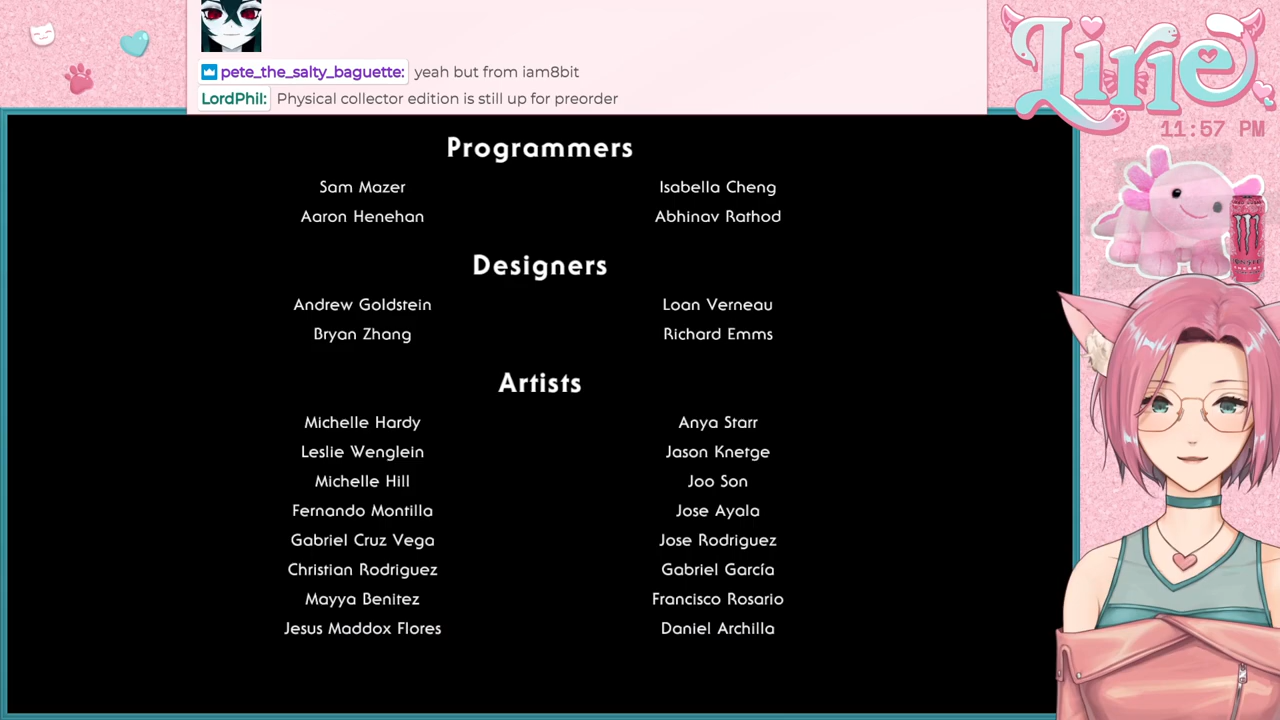 pete_the_salty_baguette: yeah but from iam8bit
LordPhil: Physical collector edition is still up for preorder
Lirie
11:57 PM
Programmers
Sam Mazer Isabella Cheng
Aaron Henehan Abhinav Rathod
Designers
Andrew Goldstein Loan Verneau
Bryan Zhang Richard Emms
Artists
Michelle Hardy Anya Starr
Leslie Wenglein Jason Knetge
Michelle Hill Joo Son
Fernando Montilla Jose Ayala
Gabriel Cruz Vega Jose Rodriguez
Christian Rodriguez Gabriel García
Mayya Benitez Francisco Rosario
Jesus Maddox Flores Daniel Archilla